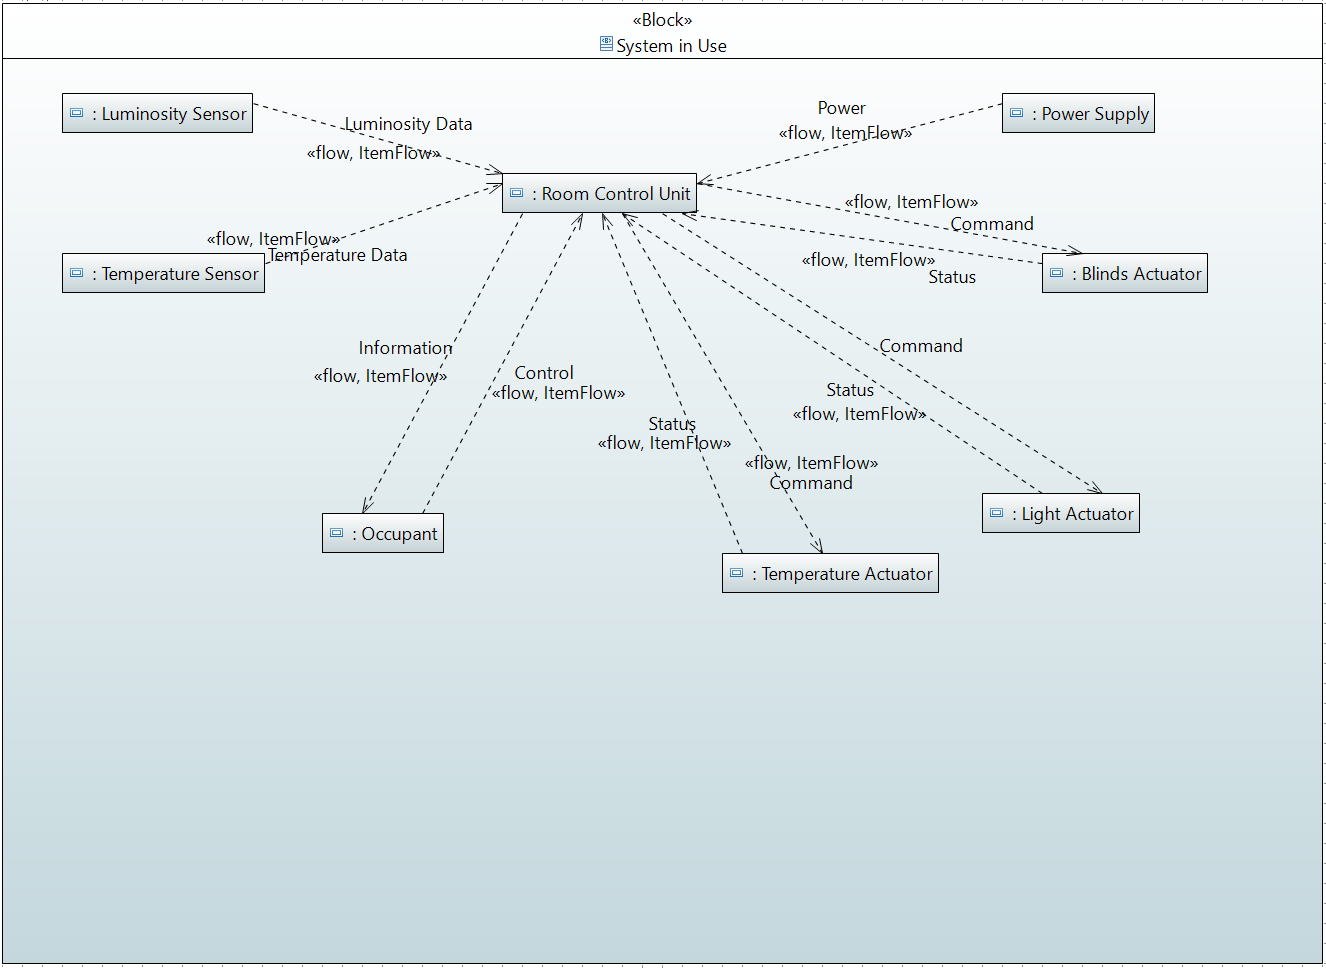 «Block»
System in Use
: Luminosity Sensor
: Power Supply
Power
Luminosity Data
«flow, ItemFlow»
«flow, ItemFlow»
: Room Control Unit
«flow, ItemFlow»
Command
«flow, ItemFlow»
Temperature Data
«flow, ItemFlow»
Status
: Temperature Sensor
: Blinds Actuator
Information
«flow, ItemFlow»
Command
Control
«flow, ItemFlow»
Status
«flow, ItemFlow»
Status
«flow, ItemFlow»
«flow, ItemFlow»
Command
: Light Actuator
: Occupant
: Temperature Actuator